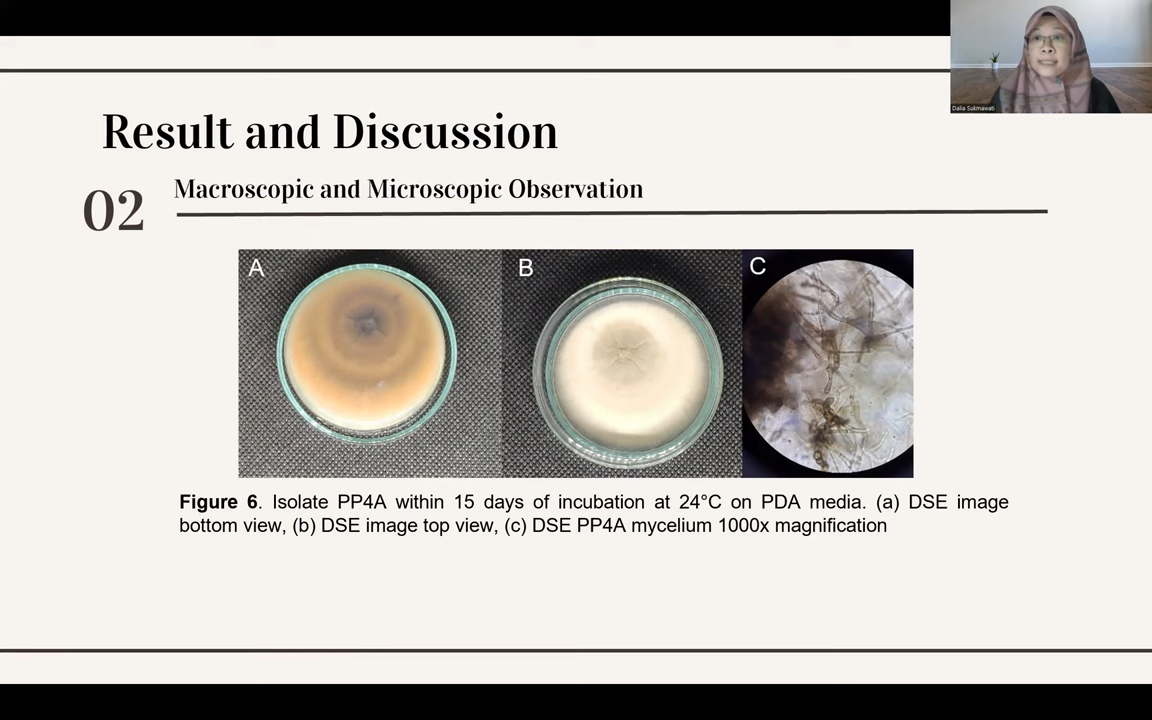 Dalia Sukmawati
Result and Discussion
02
Macroscopic and Microscopic Observation
A
B
C
Figure 6. Isolate PP4A within 15 days of incubation at 24°C on PDA media. (a) DSE image
bottom view, (b) DSE image top view, (c) DSE PP4A mycelium 1000x magnification